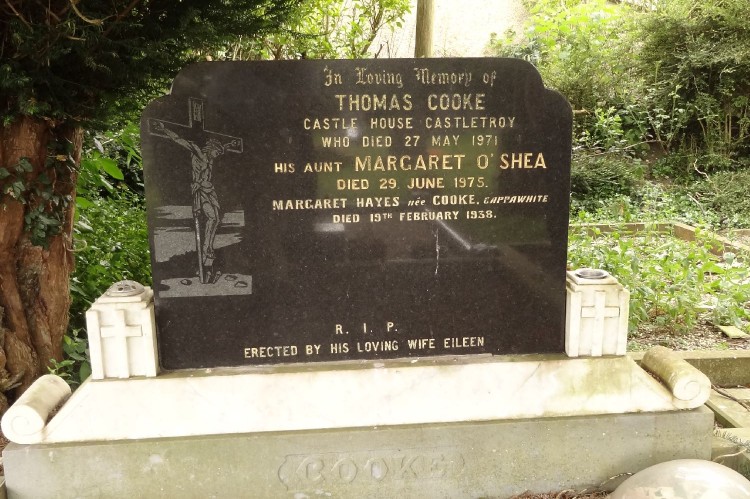 In Loving Memory of
THOMAS COOKE
CASTLE HOUSE CASTLETROY
WHO DIED 27 MAY 1971
HIS AUNT MARGARET O'SHEA
DIED 29 JUNE 1975.
MARGARET HAYES née COOKE, CAPPAWHITE
DIED 19TH FEBRUARY 1938.
R. I. P.
ERECTED BY HIS LOVING WIFE EILEEN
COOKE